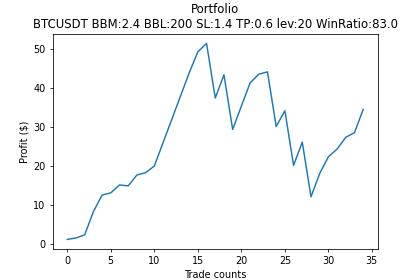 Portfolio
BTCUSDT BBM:2.4 BBL:200 SL:1.4 TP:0.6 lev:20 WinRatio:83.0
50
40
30
20
10
0
Profit ($)
0 5 10 15 20 25 30 35
Trade counts